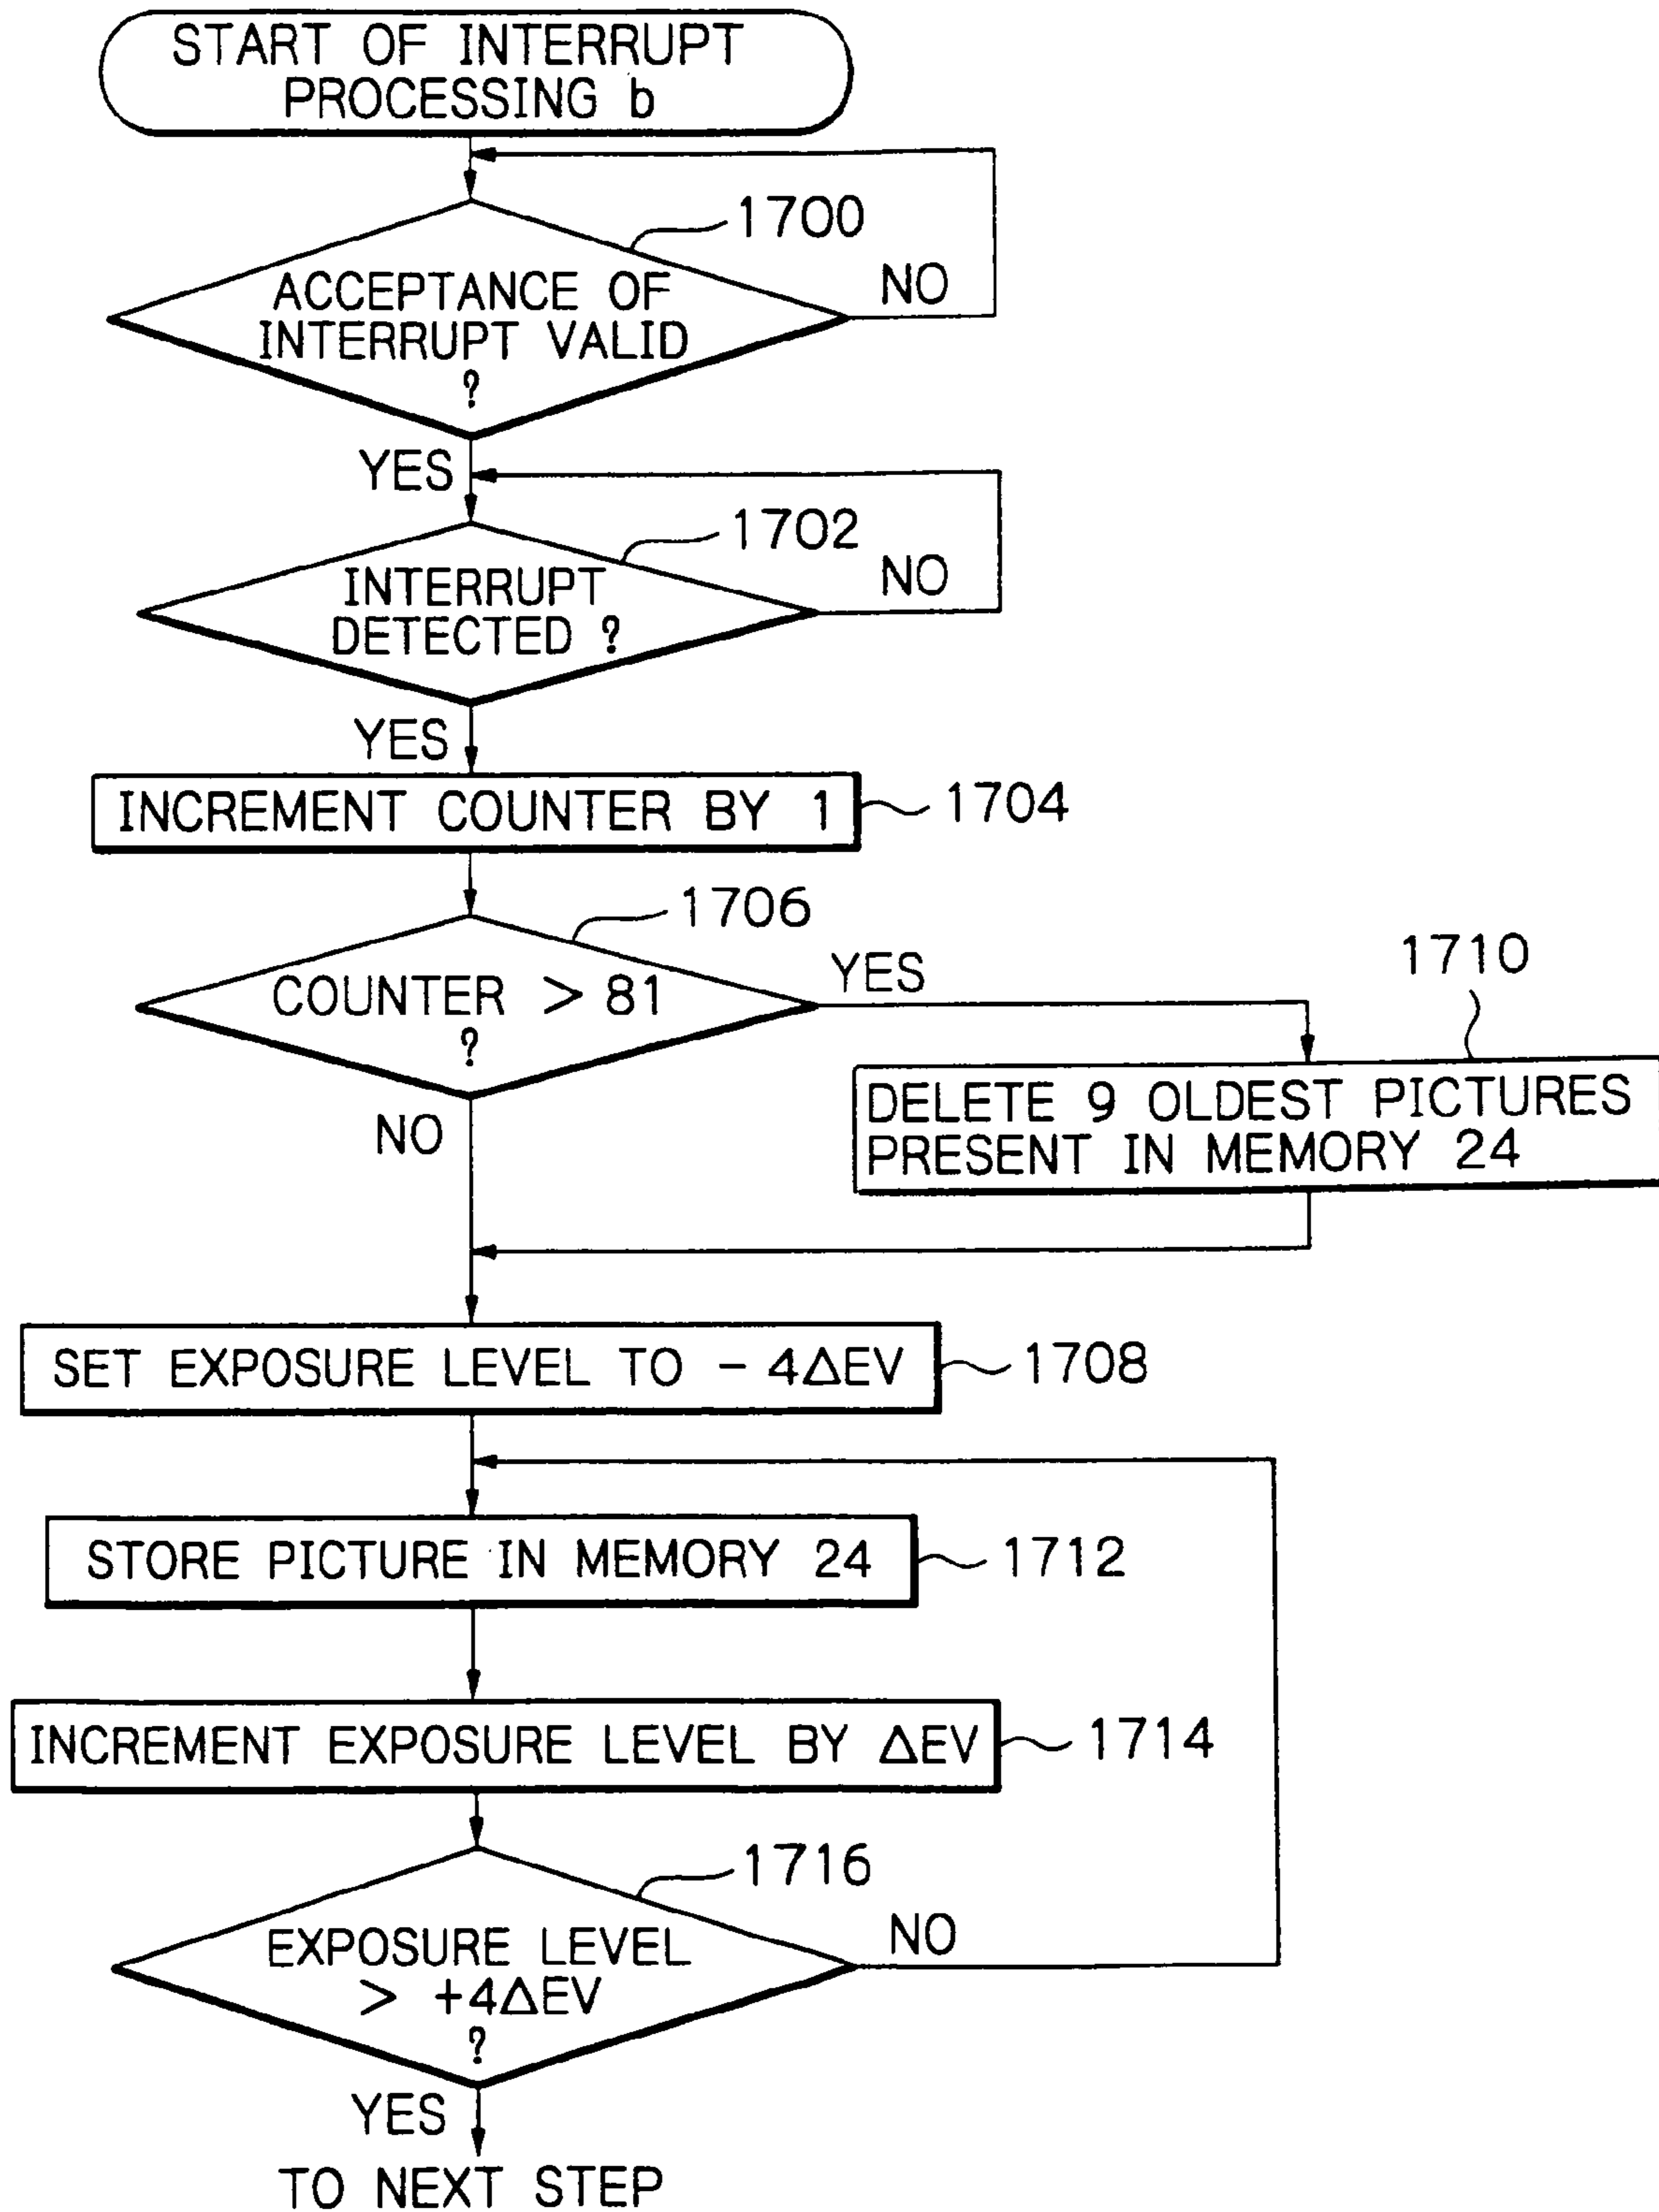 START OF INTERRUPT
PROCESSING b
1700
ACCEPTANCE OF
INTERRUPT VALID
?
NO
YES
1702
INTERRUPT
DETECTED ?
NO
YES
INCREMENT COUNTER BY 1
1704
1706
COUNTER > 81
?
YES
NO
1710
DELETE 9 OLDEST PICTURES
PRESENT IN MEMORY 24
SET EXPOSURE LEVEL TO - 4ΔEV
1708
STORE PICTURE IN MEMORY 24
1712
INCREMENT EXPOSURE LEVEL BY ΔEV
1714
1716
EXPOSURE LEVEL
> +4ΔEV
?
NO
YES
TO NEXT STEP